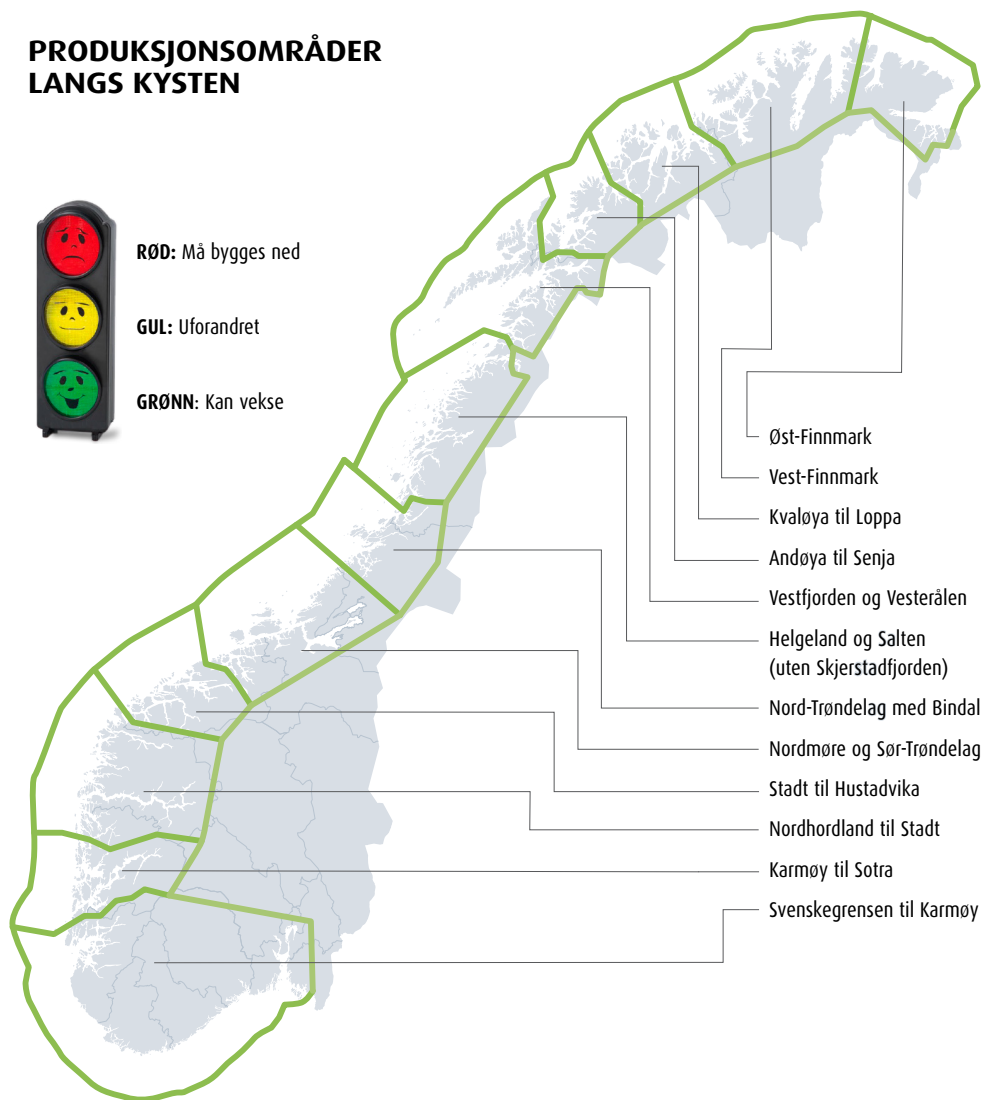 PRODUKSJONSOMRÅDER
LANGS KYSTEN
RØD: Må bygges ned
GUL: Uforandret
GRØNN: Kan vekse
Øst-Finnmark
Vest-Finnmark
Kvaløya til Loppa
Andøya til Senja
Vestfjorden og Vesterålen
Helgeland og Salten
(uten Skjerstadfjorden)
Nord-Trøndelag med Bindal
Nordmøre og Sør-Trøndelag
Stadt til Hustadvika
Nordhordland til Stadt
Karmøy til Sotra
Svenskegrensen til Karmøy